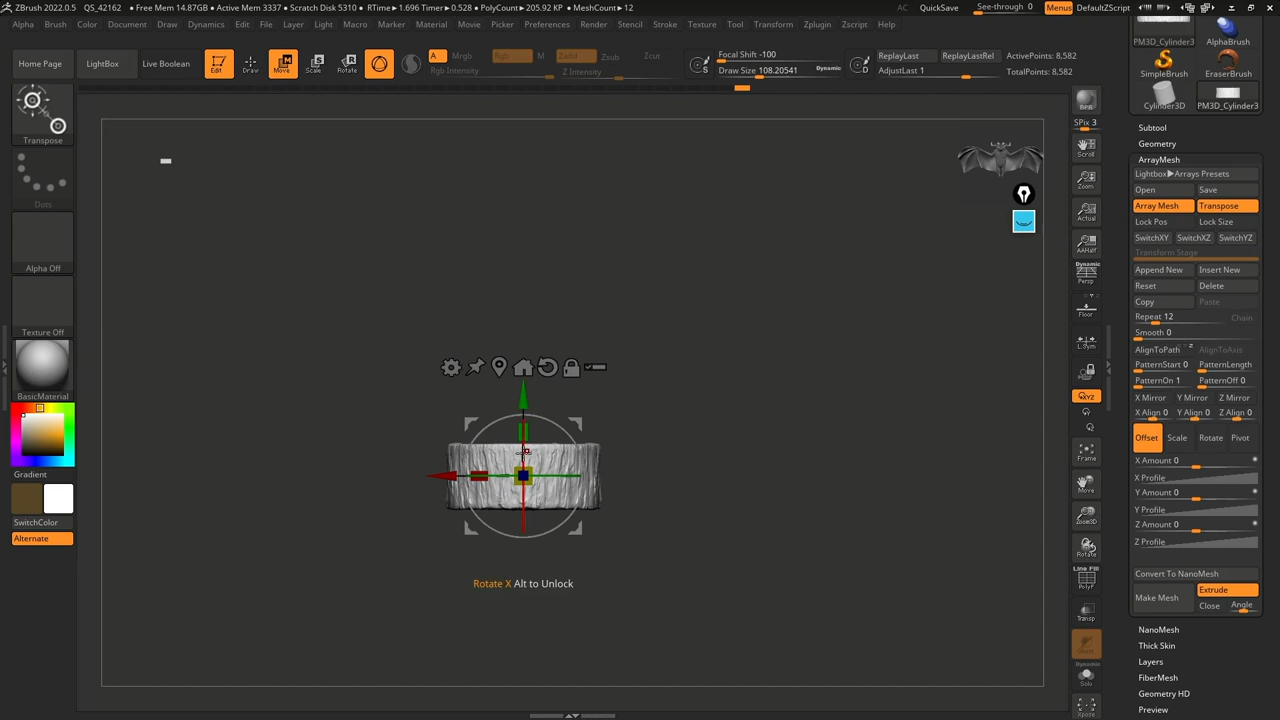 ZBrush 2022.0.5 QS_42162 • Free Mem 14.87GB • Active Mem 3337 • Scratch Disk 5310 • RTime►1.696 Timer►0.528 • PolyCount►205.92 KP • MeshCount►12 AC QuickSave See-through 0 Menus DefaultZScript
Alpha Brush Color Document Draw Dynamics Edit File Layer Light Macro Marker Material Movie Picker Preferences Render Stencil Stroke Texture Tool Transform Zplugin Zscript Help
Home Page LightBox Live Boolean Edit Draw Move Scale Rotate
A Mrgb Rgb M Zadd Zsub Zcut
Rgb Intensity Z Intensity
Focal Shift -100
Draw Size 108.20541 Dynamic
S D
ReplayLast ReplayLastRel
AdjustLast 1
ActivePoints: 8,582
TotalPoints: 8,582
Transpose
Dots
Alpha Off
Texture Off
BasicMaterial
Gradient
SwitchColor
Alternate
Rotate X Alt to Unlock
BPR
SPix 3
Scroll
Zoom
Actual
AAHalf
Dynamic
Persp
Floor
L.Sym
XYZ
Frame
Move
Zoom3D
Rotate
Line Fill
PolyF
Transp
Ghost
Dynamic
Solo
Xpose
PM3D_Cylinder3 AlphaBrush
SimpleBrush EraserBrush
Cylinder3D PM3D_Cylinder3
Subtool
Geometry
ArrayMesh
Lightbox►Arrays Presets
Open Save
Array Mesh Transpose
Lock Pos Lock Size
SwitchXY SwitchXZ SwitchYZ
Transform Stage
Append New Insert New
Reset Delete
Copy Paste
Repeat 12 Chain
Smooth 0
AlignToPath AlignToAxis
PatternStart 0 PatternLength
PatternOn 1 PatternOff 0
X Mirror Y Mirror Z Mirror
X Align 0 Y Align 0 Z Align 0
Offset Scale Rotate Pivot
X Amount 0
X Profile
Y Amount 0
Y Profile
Z Amount 0
Z Profile
Convert To NanoMesh
Make Mesh Extrude
Close Angle
NanoMesh
Thick Skin
Layers
FiberMesh
Geometry HD
Preview